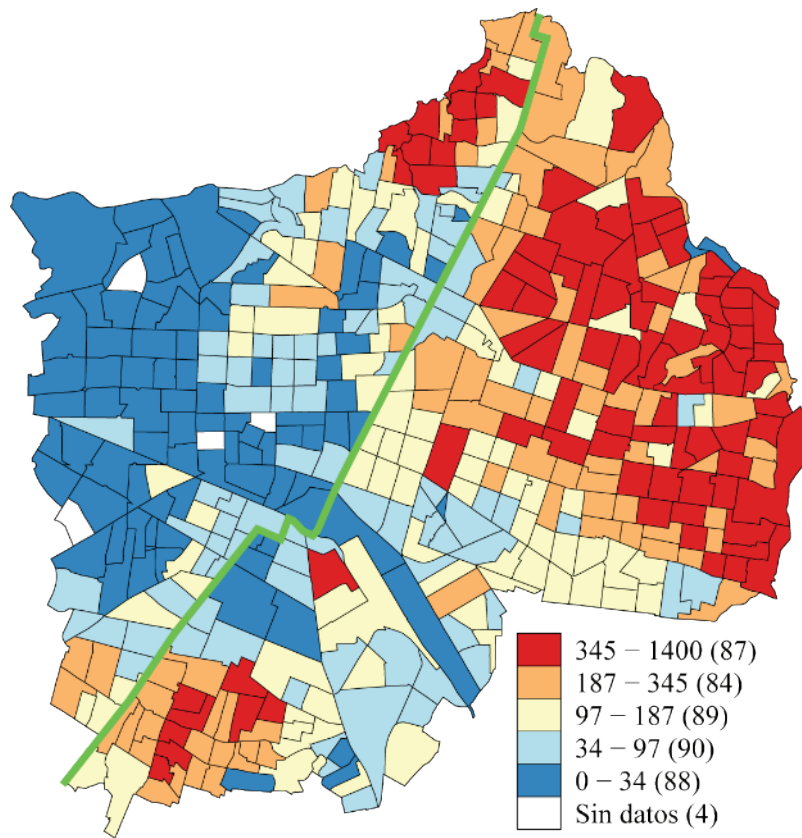 345 − 1400 (87)
187 − 345 (84)
97 − 187 (89)
34 − 97 (90)
0 − 34 (88)
Sin datos (4)